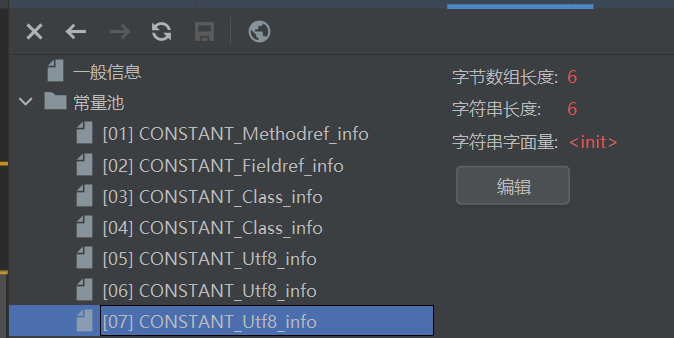 一般信息
常量池
[01] CONSTANT_Methodref_info
[02] CONSTANT_Fieldref_info
[03] CONSTANT_Class_info
[04] CONSTANT_Class_info
[05] CONSTANT_Utf8_info
[06] CONSTANT_Utf8_info
[07] CONSTANT_Utf8_info
字节数组长度: 6
字符串长度: 6
字符串字面量: <init>
编辑